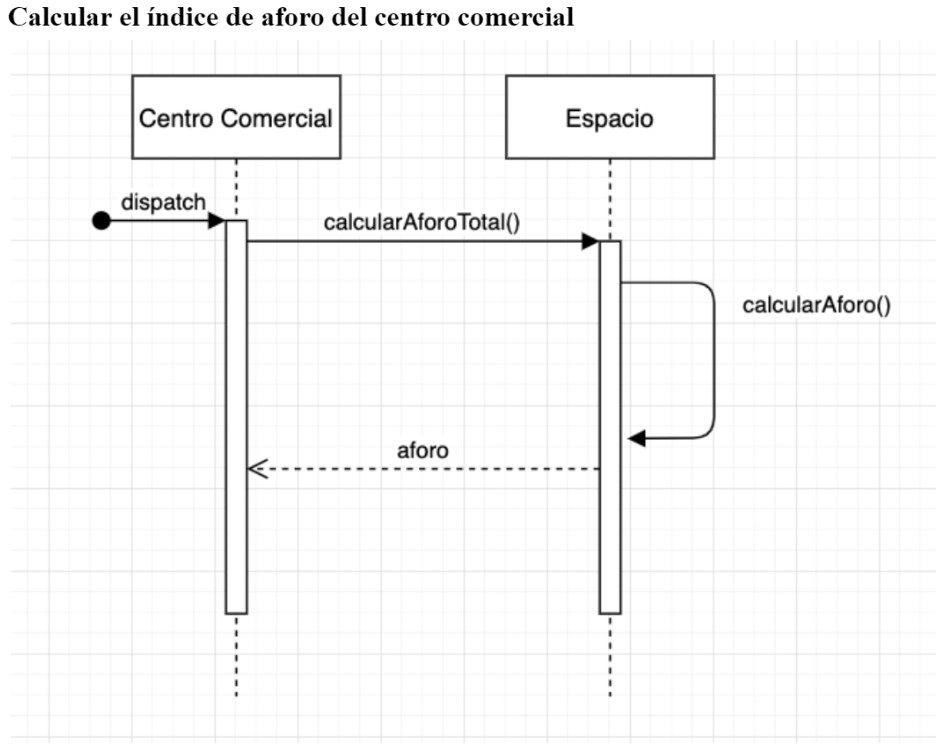 Calcular el índice de aforo del centro comercial
Centro Comercial
Espacio
dispatch
calcularAforoTotal()
calcularAforo()
aforo